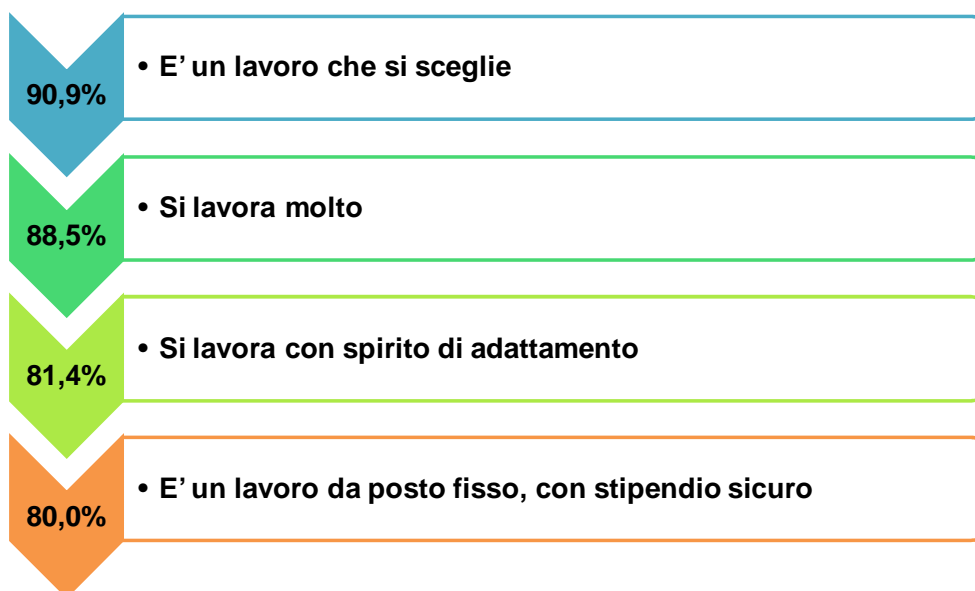 90,9%
• E’ un lavoro che si sceglie
88,5%
• Si lavora molto
81,4%
• Si lavora con spirito di adattamento
80,0%
• E’ un lavoro da posto fisso, con stipendio sicuro